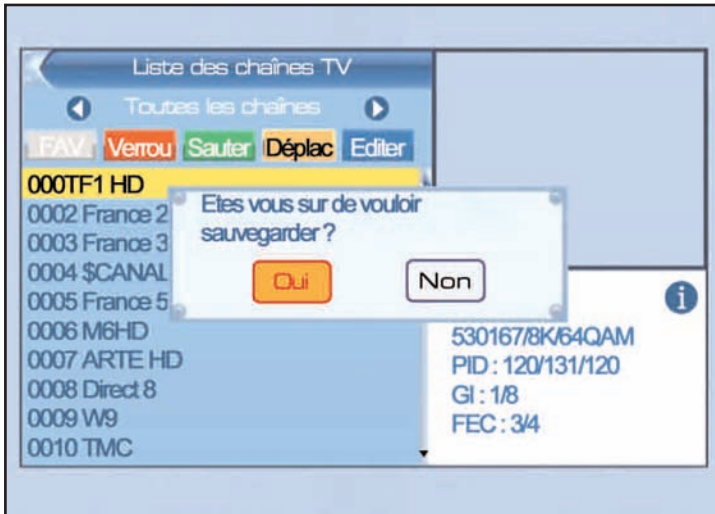 Liste des chaînes TV
Toutes les chaînes
FAV Verrou Sauter Déplac Editer
000TF1 HD
0002 France 2
0003 France 3
0004 $CANAL
0005 France 5
0006 M6HD
0007 ARTE HD
0008 Direct 8
0009 W9
0010 TMC
Etes vous sur de vouloir
sauvegarder ?
Oui Non
530167/8K/64QAM
PID : 120/131/120
GI : 1/8
FEC : 3/4